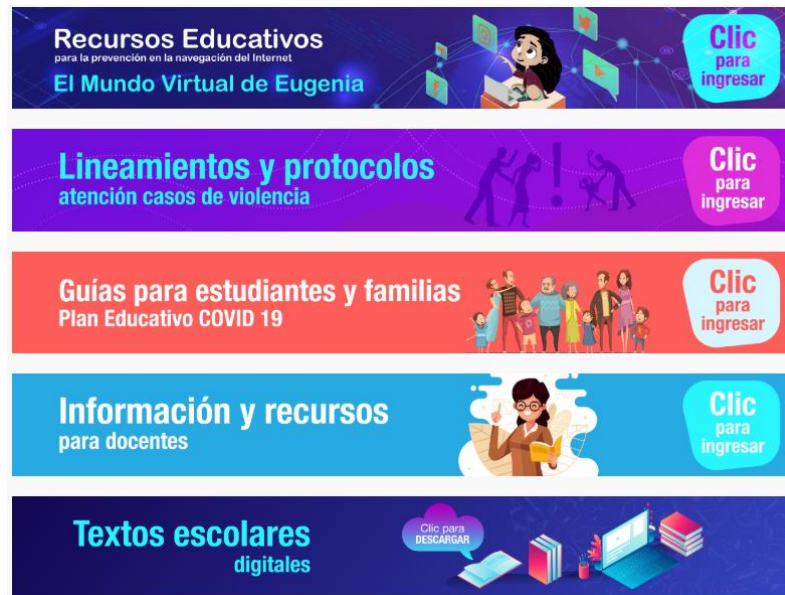 Recursos Educativos
para la prevención en la navegación del Internet
El Mundo Virtual de Eugenia
Clic
para
ingresar
Lineamientos y protocolos
atención casos de violencia
Clic
para
ingresar
Guías para estudiantes y familias
Plan Educativo COVID 19
Clic
para
ingresar
Información y recursos
para docentes
Clic
para
ingresar
Textos escolares
digitales
Clic para
DESCARGAR